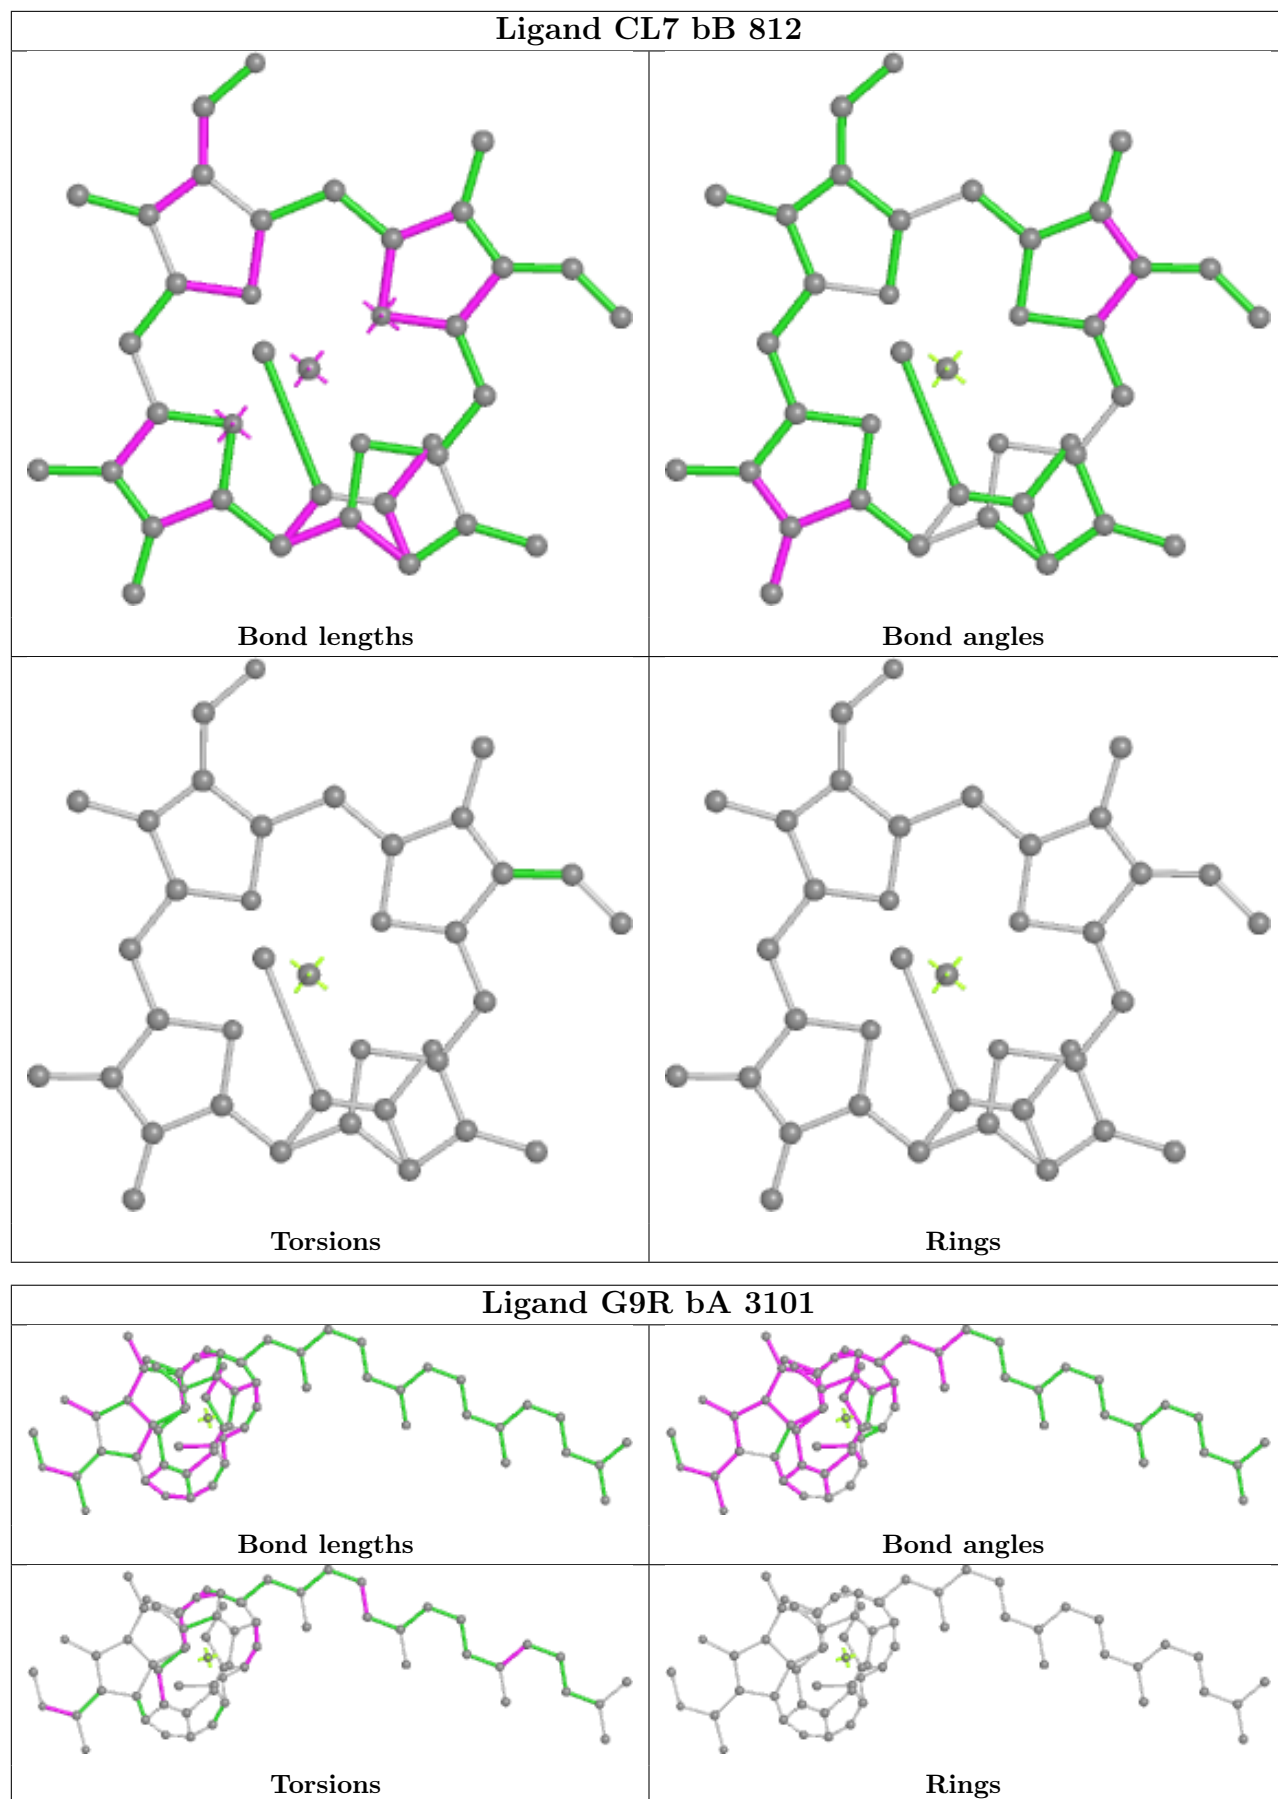 Ligand CL7 bB 812
Bond lengths
Bond angles
Torsions
Rings
Ligand G9R bA 3101
Bond lengths
Bond angles
Torsions
Rings